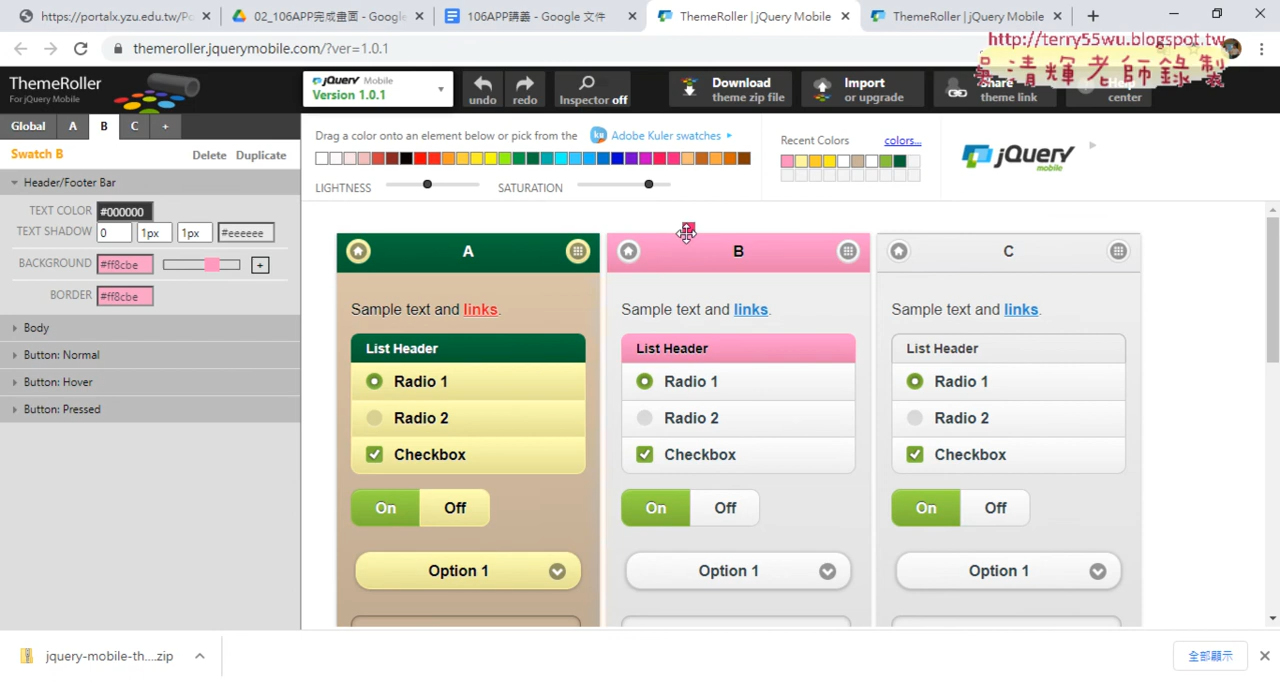 https://portalx.yzu.edu.tw/Po
02_106APP完成畫面 - Google
106APP講義 - Google 文件
ThemeRoller | jQuery Mobile
ThemeRoller | jQuery Mobile
themeroller.jquerymobile.com/?ver=1.0.1
http://terry55wu.blogspot.tw
吳清輝老師錄製
ThemeRoller
For jQuery Mobile
jQuery Mobile
Version 1.0.1
undo
redo
Inspector off
Download
theme zip file
Import
or upgrade
Share
theme link
Help
center
Global
A
B
C
+
Drag a color onto an element below or pick from the
ku
Adobe Kuler swatches
LIGHTNESS
SATURATION
Recent Colors
colors...
jQuery
mobile
Swatch B
Delete
Duplicate
Header/Footer Bar
TEXT COLOR
#000000
TEXT SHADOW
0
1px
1px
#eeeeee
BACKGROUND
#ff8cbe
+
BORDER
#ff8cbe
Body
Button: Normal
Button: Hover
Button: Pressed
A
Sample text and links.
List Header
Radio 1
Radio 2
Checkbox
On
Off
Option 1
B
Sample text and links.
List Header
Radio 1
Radio 2
Checkbox
On
Off
Option 1
C
Sample text and links.
List Header
Radio 1
Radio 2
Checkbox
On
Off
Option 1
jquery-mobile-th....zip
全部顯示